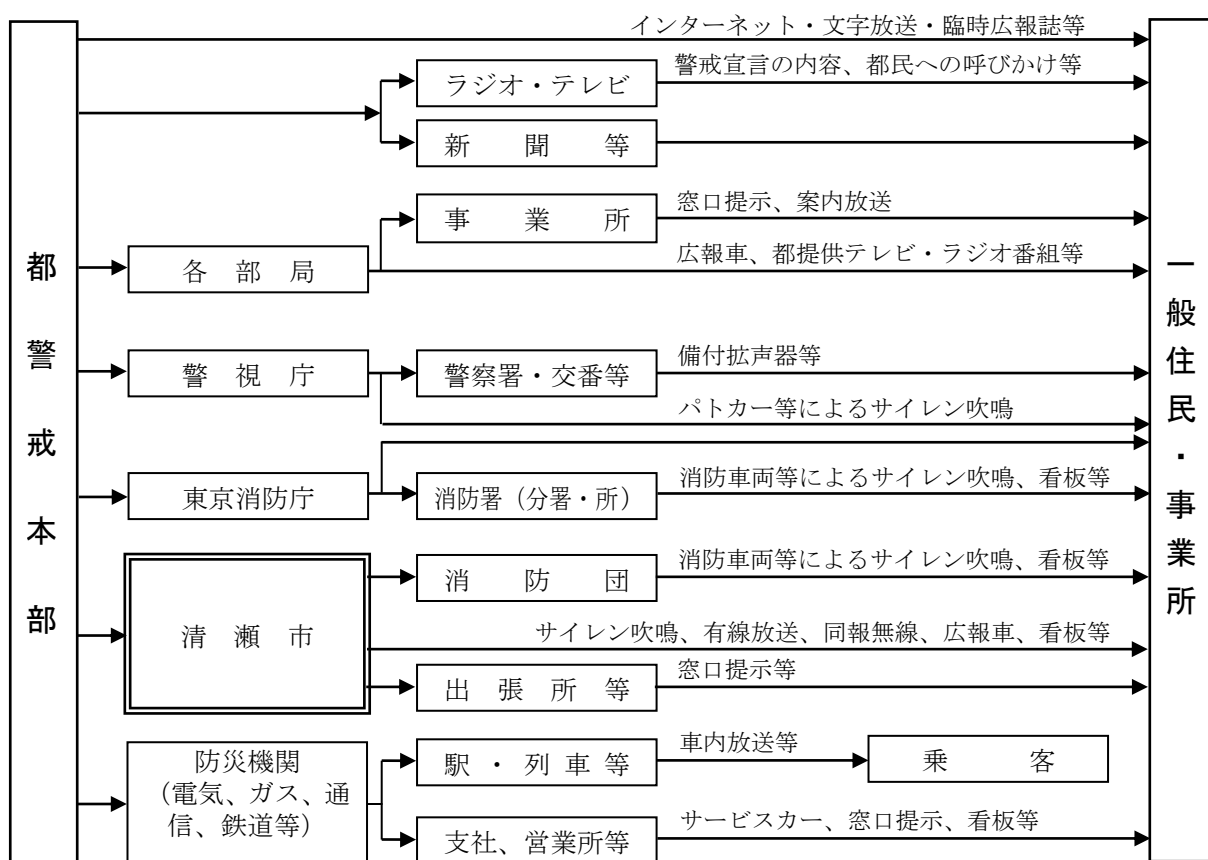 インターネット・文字放送・臨時広報誌等
都警戒本部
一般住民・事業所
ラジオ・テレビ
警戒宣言の内容、都民への呼びかけ等
新聞等
事業所
窓口提示、案内放送
各部局
広報車、都提供テレビ・ラジオ番組等
警視庁
警察署・交番等
備付拡声器等
パトカー等によるサイレン吹鳴
東京消防庁
消防署（分署・所）
消防車両等によるサイレン吹鳴、看板等
清瀬市
消防団
消防車両等によるサイレン吹鳴、看板等
サイレン吹鳴、有線放送、同報無線、広報車、看板等
出張所等
窓口提示等
防災機関
（電気、ガス、通
信、鉄道等）
駅・列車等
車内放送等
乗客
支社、営業所等
サービスカー、窓口提示、看板等